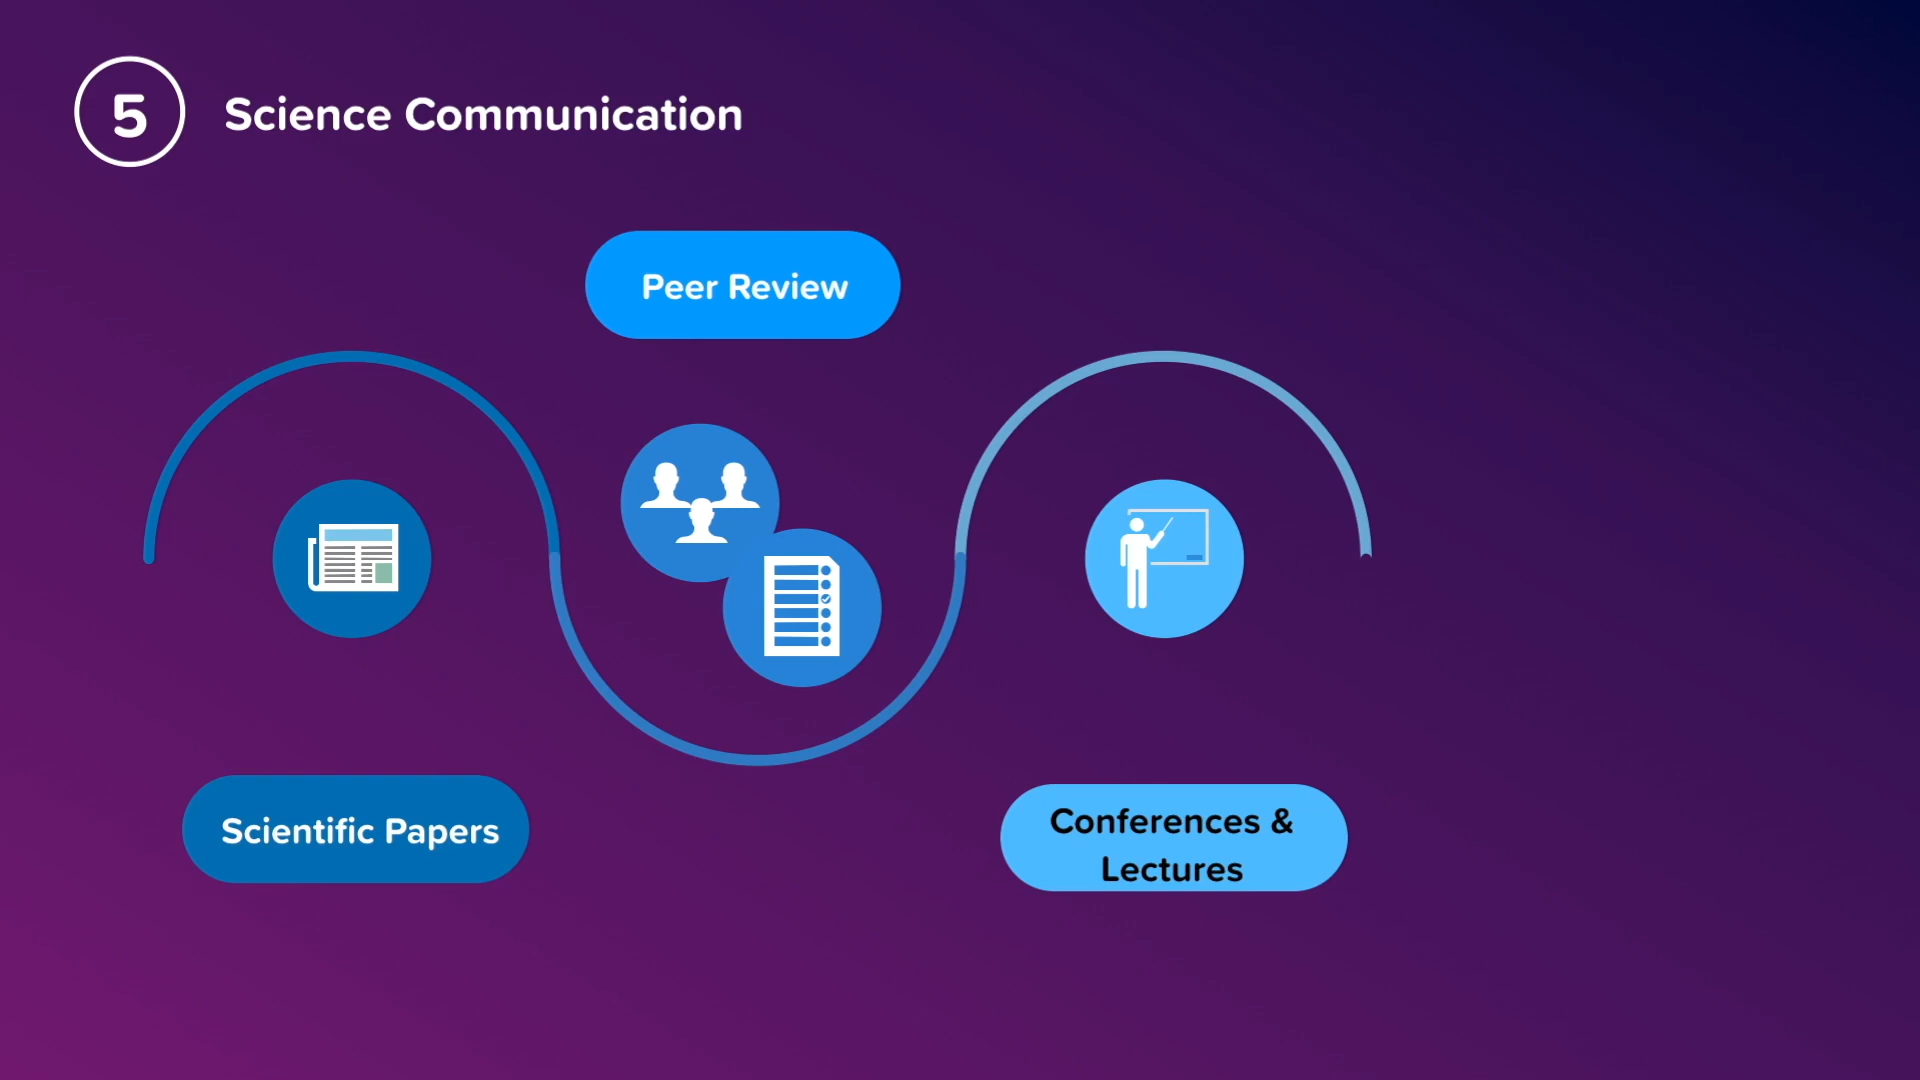 5
Science Communication
Peer Review
Scientific Papers
Conferences &
Lectures